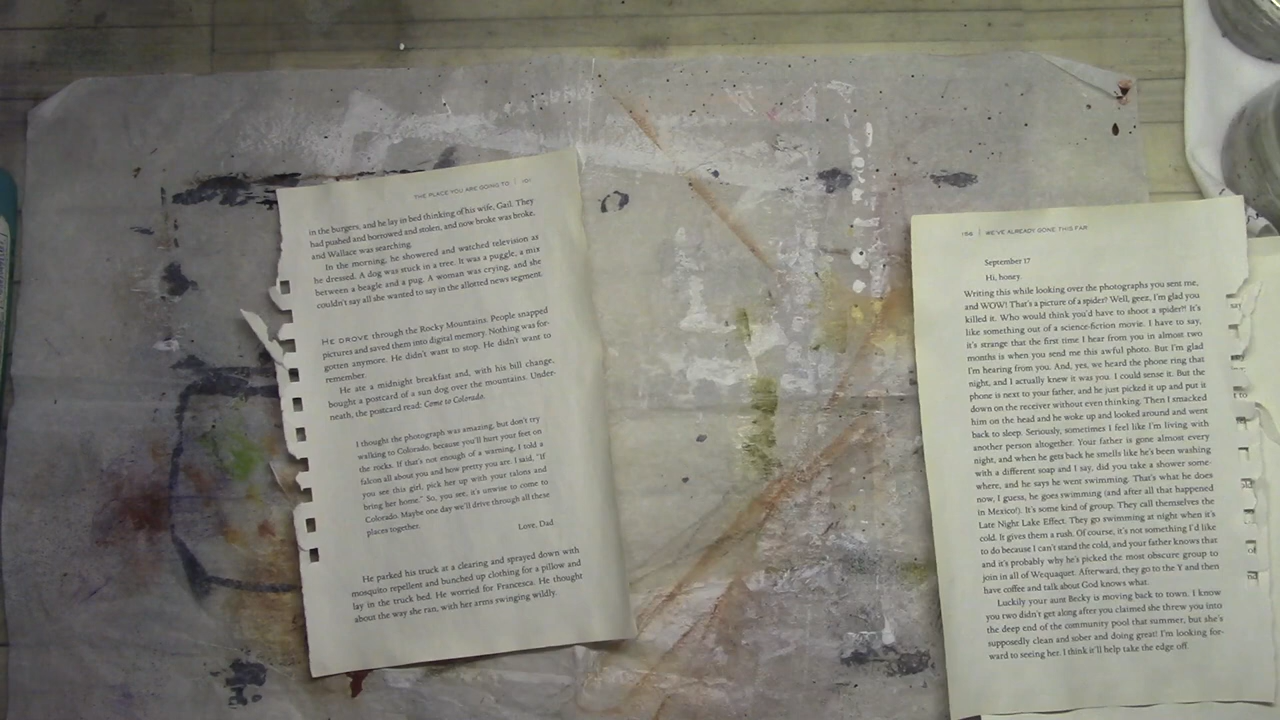 THE PLACE YOU ARE GOING TO | 101
in the burgers, and he lay in bed thinking of his wife, Gail. They
had pushed and borrowed and stolen, and now broke was broke,
and Wallace was searching.
In the morning, he showered and watched television as
he dressed. A dog was stuck in a tree. It was a puggle, a mix
between a beagle and a pug. A woman was crying, and she
couldn't say all she wanted to say in the allotted news segment.
HE DROVE through the Rocky Mountains. People snapped
pictures and saved them into digital memory. Nothing was for-
gotten anymore. He didn't want to stop. He didn't want to
remember.
He ate a midnight breakfast and, with his bill change,
bought a postcard of a sun dog over the mountains. Under-
neath, the postcard read: Come to Colorado.
I thought the photograph was amazing, but don't try
walking to Colorado, because you'll hurt your feet on
the rocks. If that's not enough of a warning, I told a
falcon all about you and how pretty you are. I said, "If
you see this girl, pick her up with your talons and
bring her home." So, you see, it's unwise to come to
Colorado. Maybe one day we'll drive through all these
places together.
Love, Dad
He parked his truck at a clearing and sprayed down with
mosquito repellent and bunched up clothing for a pillow and
lay in the truck bed. He worried for Francesca. He thought
about the way she ran, with her arms swinging wildly.
186 | WE'VE ALREADY GONE THIS FAR
September 17
Hi, honey.
Writing this while looking over the photographs you sent me,
and WOW! That's a picture of a spider? Well, geez, I'm glad you
killed it. Who would think you'd have to shoot a spider?! It's
like something out of a science-fiction movie. I have to say,
it's strange that the first time I hear from you in almost two
months is when you send me this awful photo. But I'm glad
I'm hearing from you. And, yes, we heard the phone ring that
night, and I actually knew it was you. I could sense it. But the
phone is next to your father, and he just picked it up and put it
down on the receiver without even thinking. Then I smacked
him on the head and he woke up and looked around and went
back to sleep. Seriously, sometimes I feel like I'm living with
another person altogether. Your father is gone almost every
night, and when he gets back he smells like he's been washing
with a different soap and I say, did you take a shower some-
where, and he says he went swimming. That's what he does
now, I guess, he goes swimming (and after all that happened
in Mexico!). It's some kind of group. They call themselves the
Late Night Lake Effect. They go swimming at night when it's
cold. It gives them a rush. Of course, it's not something I'd like
to do because I can't stand the cold, and your father knows that
and it's probably why he's picked the most obscure group to
join in all of Wequaquet. Afterward, they go to the Y and then
have coffee and talk about God knows what.
Luckily your aunt Becky is moving back to town. I know
you two didn't get along after you claimed she threw you into
the deep end of the community pool that summer, but she's
supposedly clean and sober and doing great! I'm looking for-
ward to seeing her. I think it'll help take the edge off.